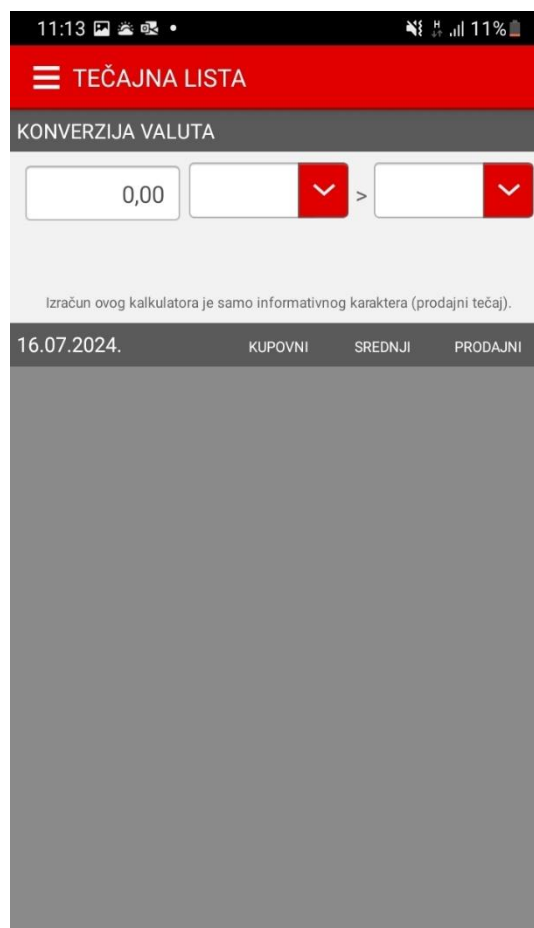 11:13 11%
TEČAJNA LISTA
KONVERZIJA VALUTA
0,00 >
Izračun ovog kalkulatora je samo informativnog karaktera (prodajni tečaj).
16.07.2024. KUPOVNI SREDNJI PRODAJNI